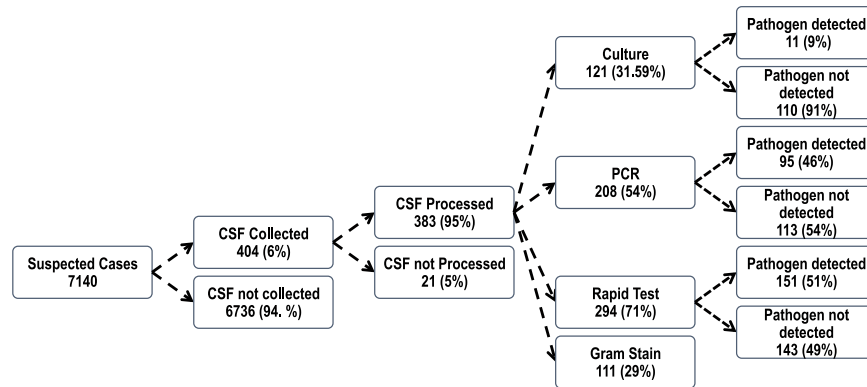 Suspected Cases
7140
CSF Collected
404 (6%)
CSF not collected
6736 (94. %)
CSF Processed
383 (95%)
CSF not Processed
21 (5%)
Culture
121 (31.59%)
PCR
208 (54%)
Rapid Test
294 (71%)
Gram Stain
111 (29%)
Pathogen detected
11 (9%)
Pathogen not
detected
110 (91%)
Pathogen detected
95 (46%)
Pathogen not
detected
113 (54%)
Pathogen detected
151 (51%)
Pathogen not
detected
143 (49%)